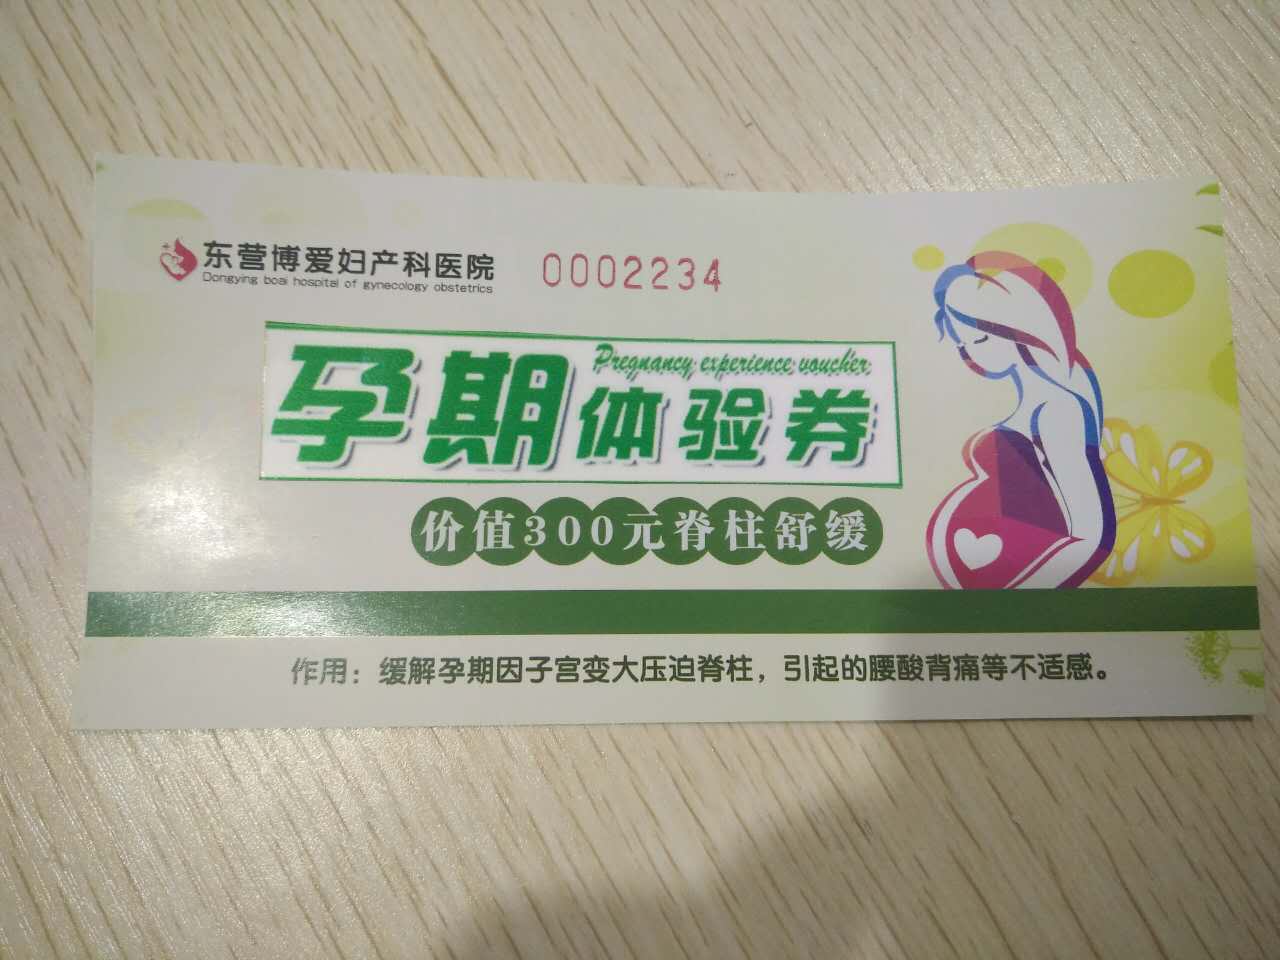 东营博爱妇产科医院
Dongying boai hospital of gynecology obstetrics
0002234
Pregnancy experience voucher
孕期体验券
价值300元脊柱舒缓
作用：缓解孕期因子宫变大压迫脊柱，引起的腰酸背痛等不适感。